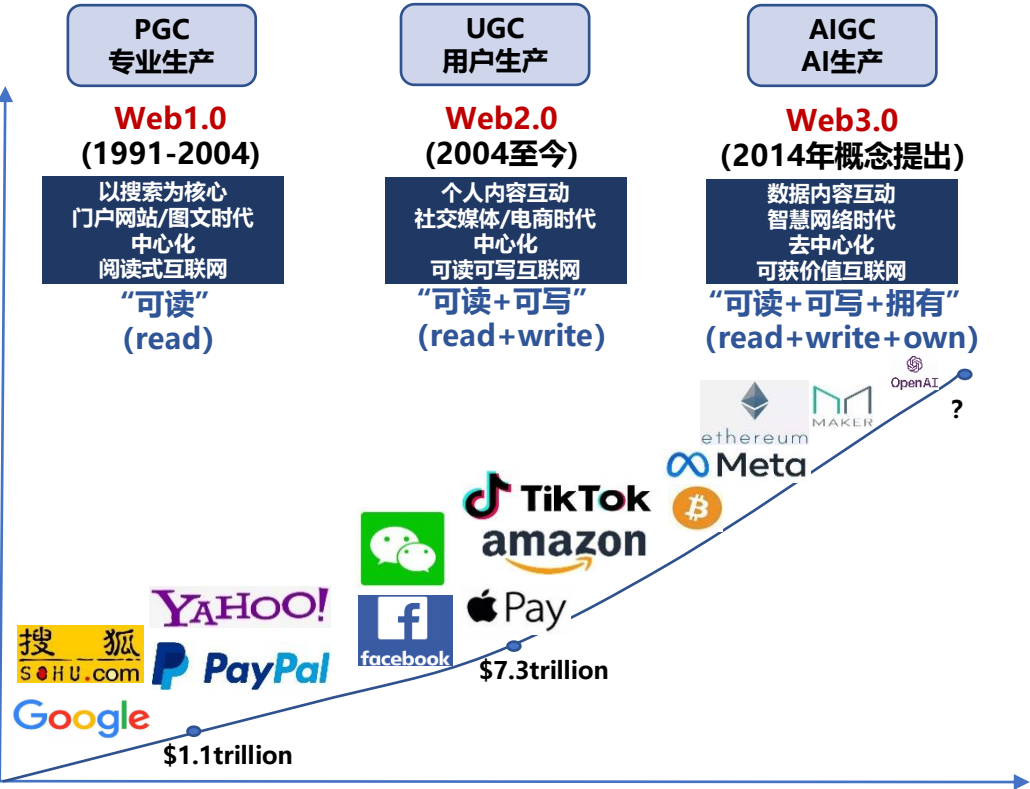 PGC
专业生产
UGC
用户生产
AIGC
AI生产
Web1.0
(1991-2004)
以搜索为核心
门户网站/图文时代
中心化
阅读式互联网
“可读”
(read)
Web2.0
(2004至今)
个人内容互动
社交媒体/电商时代
中心化
可读可写互联网
“可读+可写”
(read+write)
Web3.0
(2014年概念提出)
数据内容互动
智慧网络时代
去中心化
可获价值互联网
“可读+可写+拥有”
(read+write+own)
搜狐
SOHU.com
YAHOO!
PayPal
Google
$1.1trillion
facebook
TikTok
amazon
Pay
$7.3trillion
ethereum
MAKER
Meta
OpenAI
?